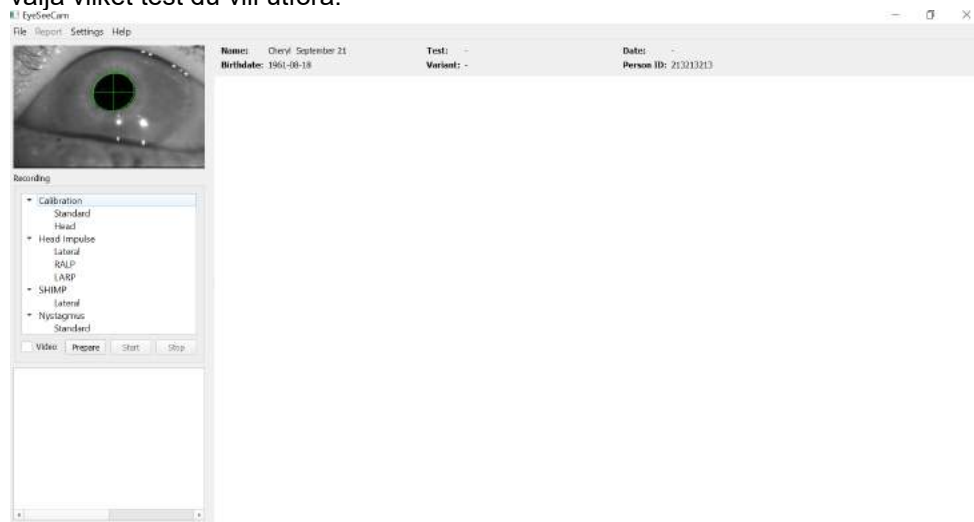 välja vilket test du vill utföra.
EyeSeeCam
File Report Settings Help
Name: Cheryl September 21 Test: - Date: -
Birthdate: 1961-08-18 Variant: - Person ID: 213213213
Recording
Calibration
Standard
Head
Head Impulse
Lateral
RALP
LARP
SHIMP
Lateral
Nystagmus
Standard
Video Prepare Start Stop